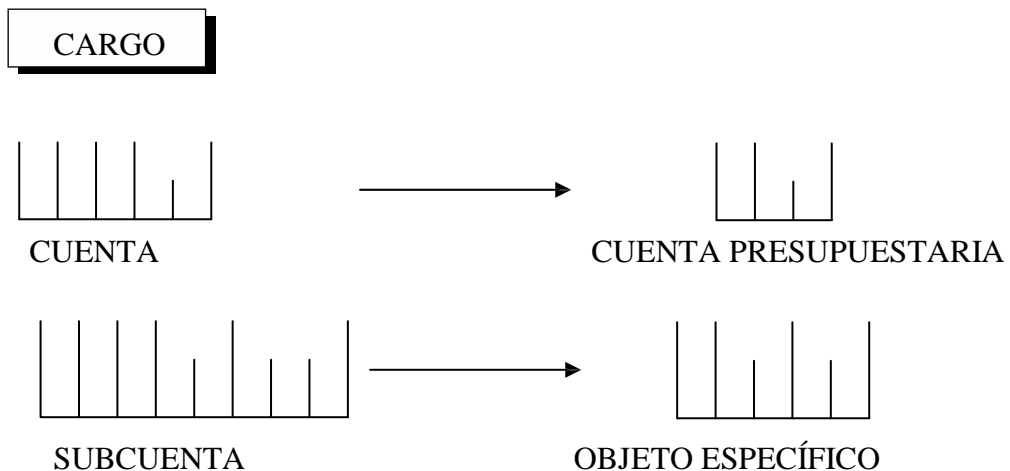 CARGO
CUENTA
CUENTA PRESUPUESTARIA
SUBCUENTA
OBJETO ESPECÍFICO